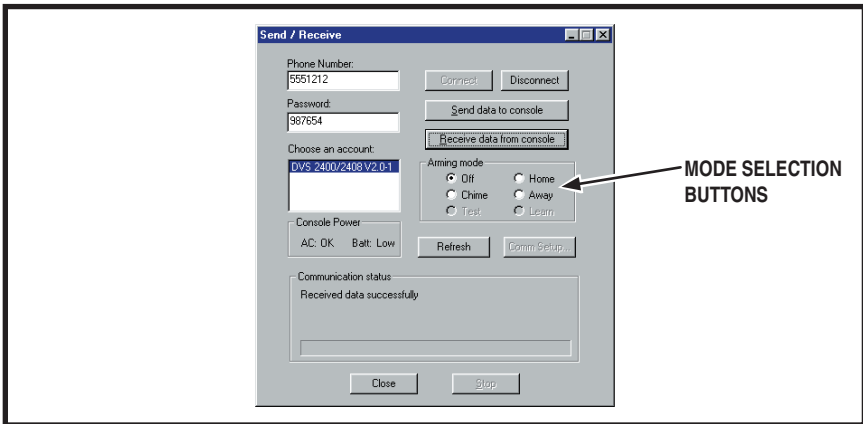 Send / Receive
Phone Number:
5551212
Connect
Disconnect
Password:
987654
Send data to console
Receive data from console
Choose an account:
DVS 2400/2408 V2.0-1
Arming mode
Off
Home
Chime
Away
Test
Learn
MODE SELECTION
BUTTONS
Console Power
AC: OK Batt: Low
Refresh
Comm Setup...
Communication status
Received data successfully
Close
Stop